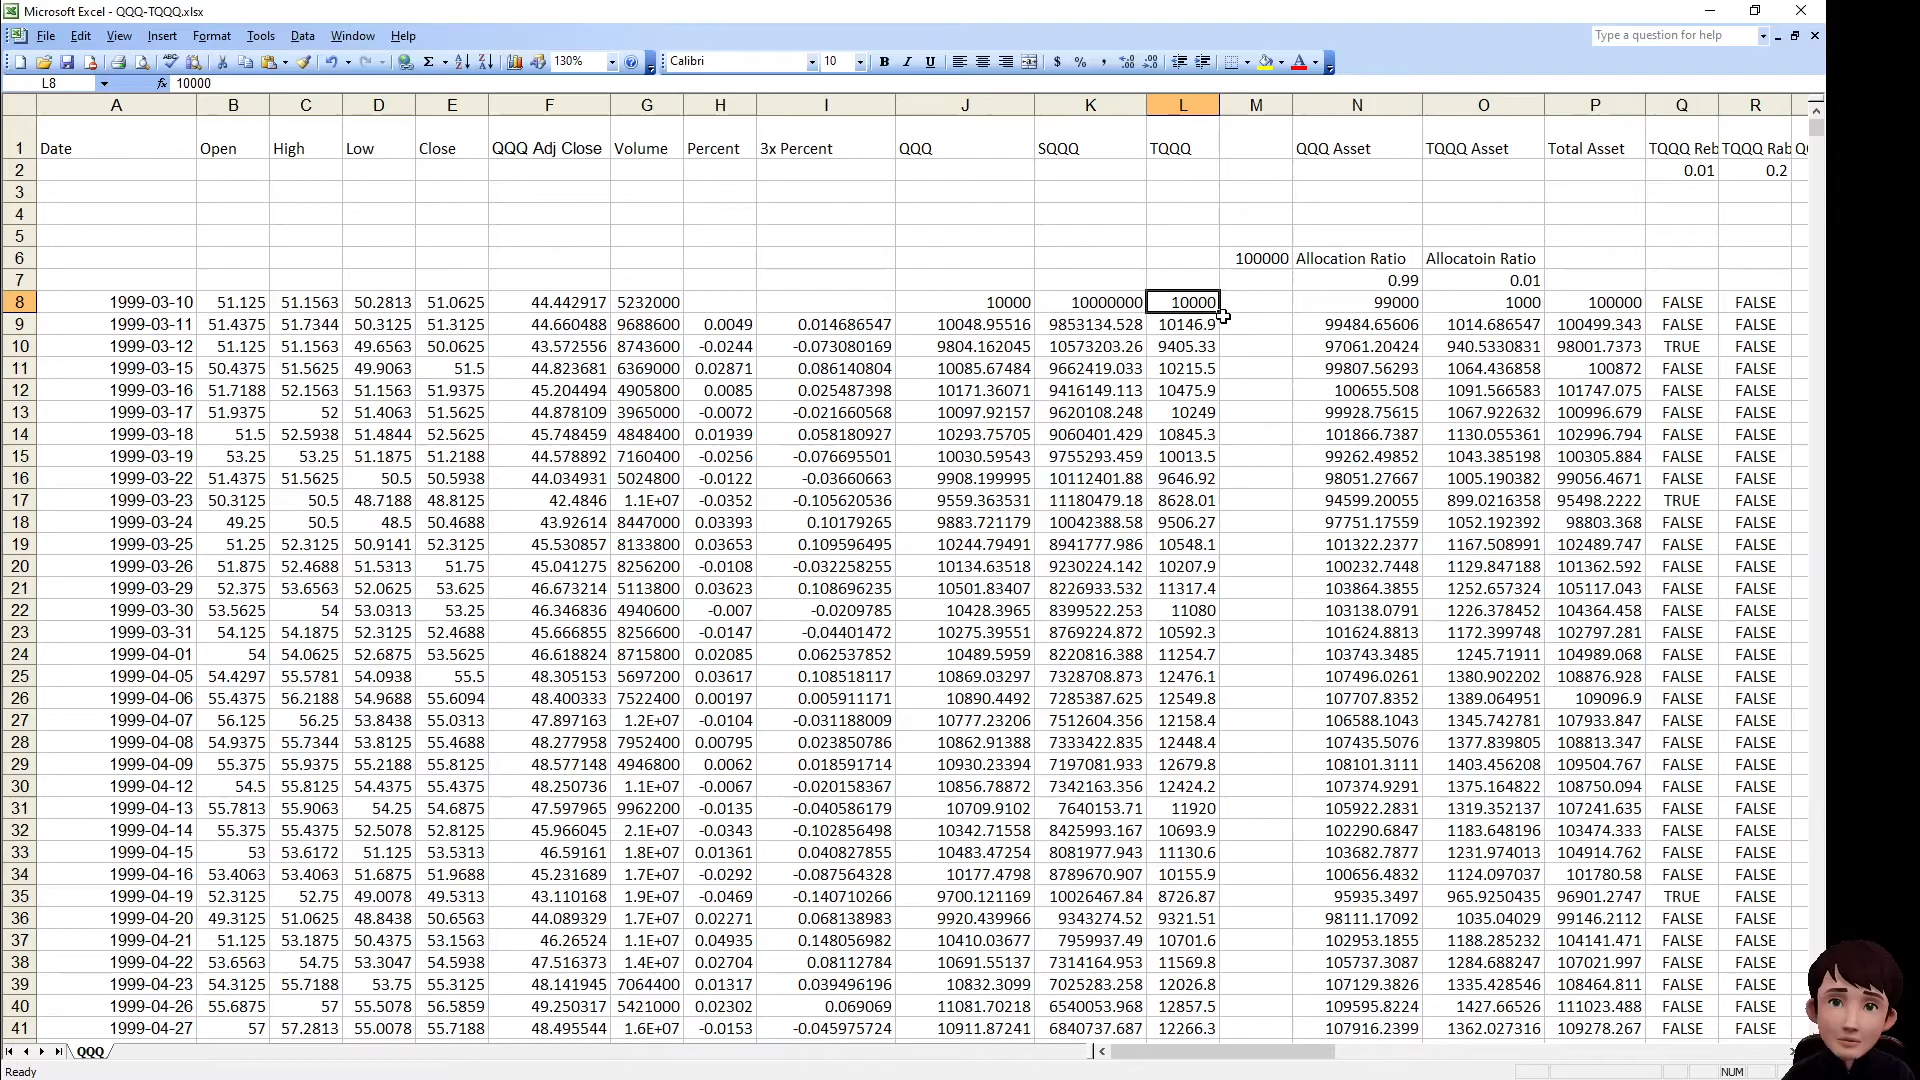 Microsoft Excel - QQQ-TQQQ.xlsx
File Edit View Insert Format Tools Data Window Help Type a question for help
130% Calibri 10
L8 fx 10000
A B C D E F G H I J K L M N O P Q R
1 Date Open High Low Close QQQ Adj Close Volume Percent 3x Percent QQQ SQQQ TQQQ QQQ Asset TQQQ Asset Total Asset TQQQ Reb TQQQ Rab
2 0.01 0.2
3
4
5
6 100000 Allocation Ratio Allocatoin Ratio
7 0.99 0.01
8 1999-03-10 51.125 51.1563 50.2813 51.0625 44.442917 5232000 10000 10000000 10000 99000 1000 100000 FALSE FALSE
9 1999-03-11 51.4375 51.7344 50.3125 51.3125 44.660488 9688600 0.0049 0.014686547 10048.95516 9853134.528 10146.9 99484.65606 1014.686547 100499.343 FALSE FALSE
10 1999-03-12 51.125 51.1563 49.6563 50.0625 43.572556 8743600 -0.0244 -0.073080169 9804.162045 10573203.26 9405.33 97061.20424 940.5330831 98001.7373 TRUE FALSE
11 1999-03-15 50.4375 51.5625 49.9063 51.5 44.823681 6369000 0.02871 0.086140804 10085.67484 9662419.033 10215.5 99807.56293 1064.436858 100872 FALSE FALSE
12 1999-03-16 51.7188 52.1563 51.1563 51.9375 45.204494 4905800 0.0085 0.025487398 10171.36071 9416149.113 10475.9 100655.508 1091.566583 101747.075 FALSE FALSE
13 1999-03-17 51.9375 52 51.4063 51.5625 44.878109 3965000 -0.0072 -0.021660568 10097.92157 9620108.248 10249 99928.75615 1067.922632 100996.679 FALSE FALSE
14 1999-03-18 51.5 52.5938 51.4844 52.5625 45.748459 4848400 0.01939 0.058180927 10293.75705 9060401.429 10845.3 101866.7387 1130.055361 102996.794 FALSE FALSE
15 1999-03-19 53.25 53.25 51.1875 51.2188 44.578892 7160400 -0.0256 -0.076695501 10030.59543 9755293.459 10013.5 99262.49852 1043.385198 100305.884 FALSE FALSE
16 1999-03-22 51.4375 51.5625 50.5 50.5938 44.034931 5024800 -0.0122 -0.03660663 9908.199995 10112401.88 9646.92 98051.27667 1005.190382 99056.4671 FALSE FALSE
17 1999-03-23 50.3125 50.5 48.7188 48.8125 42.4846 1.1E+07 -0.0352 -0.105620536 9559.363531 11180479.18 8628.01 94599.20055 899.0216358 95498.2222 TRUE FALSE
18 1999-03-24 49.25 50.5 48.5 50.4688 43.92614 8447000 0.03393 0.10179265 9883.721179 10042388.58 9506.27 97751.17559 1052.192392 98803.368 FALSE FALSE
19 1999-03-25 51.25 52.3125 50.9141 52.3125 45.530857 8133800 0.03653 0.109596495 10244.79491 8941777.986 10548.1 101322.2377 1167.508991 102489.747 FALSE FALSE
20 1999-03-26 51.875 52.4688 51.5313 51.75 45.041275 8256200 -0.0108 -0.032258255 10134.63518 9230224.142 10207.9 100232.7448 1129.847188 101362.592 FALSE FALSE
21 1999-03-29 52.375 53.6563 52.0625 53.625 46.673214 5113800 0.03623 0.108696235 10501.83407 8226933.532 11317.4 103864.3855 1252.657324 105117.043 FALSE FALSE
22 1999-03-30 53.5625 54 53.0313 53.25 46.346836 4940600 -0.007 -0.0209785 10428.3965 8399522.253 11080 103138.0791 1226.378452 104364.458 FALSE FALSE
23 1999-03-31 54.125 54.1875 52.3125 52.4688 45.666855 8256600 -0.0147 -0.04401472 10275.39551 8769224.872 10592.3 101624.8813 1172.399748 102797.281 FALSE FALSE
24 1999-04-01 54 54.0625 52.6875 53.5625 46.618824 8715800 0.02085 0.062537852 10489.5959 8220816.388 11254.7 103743.3485 1245.71911 104989.068 FALSE FALSE
25 1999-04-05 54.4297 55.5781 54.0938 55.5 48.305153 5697200 0.03617 0.108518117 10869.03297 7328708.873 12476.1 107496.0261 1380.902202 108876.928 FALSE FALSE
26 1999-04-06 55.4375 56.2188 54.9688 55.6094 48.400333 7522400 0.00197 0.005911171 10890.4492 7285387.625 12549.8 107707.8352 1389.064951 109096.9 FALSE FALSE
27 1999-04-07 56.125 56.25 53.8438 55.0313 47.897163 1.2E+07 -0.0104 -0.031188009 10777.23206 7512604.356 12158.4 106588.1043 1345.742781 107933.847 FALSE FALSE
28 1999-04-08 54.9375 55.7344 53.8125 55.4688 48.277958 7952400 0.00795 0.023850786 10862.91388 7333422.835 12448.4 107435.5076 1377.839805 108813.347 FALSE FALSE
29 1999-04-09 55.375 55.9375 55.2188 55.8125 48.577148 4946800 0.0062 0.018591714 10930.23394 7197081.933 12679.8 108101.3111 1403.456208 109504.767 FALSE FALSE
30 1999-04-12 54.5 55.8125 54.4375 55.4375 48.250736 1.1E+07 -0.0067 -0.020158367 10856.78872 7342163.356 12424.2 107374.9291 1375.164822 108750.094 FALSE FALSE
31 1999-04-13 55.7813 55.9063 54.25 54.6875 47.597965 9962200 -0.0135 -0.040586179 10709.9102 7640153.71 11920 105922.2831 1319.352137 107241.635 FALSE FALSE
32 1999-04-14 55.375 55.4375 52.5078 52.8125 45.966045 2.1E+07 -0.0343 -0.102856498 10342.71558 8425993.167 10693.9 102290.6847 1183.648196 103474.333 FALSE FALSE
33 1999-04-15 53 53.6172 51.125 53.5313 46.59161 1.8E+07 0.01361 0.040827855 10483.47254 8081977.943 11130.6 103682.7877 1231.974013 104914.762 FALSE FALSE
34 1999-04-16 53.4063 53.4063 51.6875 51.9688 45.231689 1.7E+07 -0.0292 -0.087564328 10177.4798 8789670.907 10155.9 100656.4832 1124.097037 101780.58 FALSE FALSE
35 1999-04-19 52.3125 52.75 49.0078 49.5313 43.110168 1.9E+07 -0.0469 -0.140710266 9700.121169 10026467.84 8726.87 95935.3497 965.9250435 96901.2747 TRUE FALSE
36 1999-04-20 49.3125 51.0625 48.8438 50.6563 44.089329 1.7E+07 0.02271 0.068138983 9920.439966 9343274.52 9321.51 98111.17092 1035.04029 99146.2112 FALSE FALSE
37 1999-04-21 51.125 53.1875 50.4375 53.1563 46.26524 1.1E+07 0.04935 0.148056982 10410.03677 7959937.49 10701.6 102953.1855 1188.285232 104141.471 FALSE FALSE
38 1999-04-22 53.6563 54.75 53.3047 54.5938 47.516373 1.4E+07 0.02704 0.08112784 10691.55137 7314164.953 11569.8 105737.3087 1284.688247 107021.997 FALSE FALSE
39 1999-04-23 54.3125 55.7188 53.75 55.3125 48.141945 7064400 0.01317 0.039496196 10832.3099 7025283.258 12026.8 107129.3826 1335.428546 108464.811 FALSE FALSE
40 1999-04-26 55.6875 57 55.5078 56.5859 49.250317 5421000 0.02302 0.069069 11081.70218 6540053.968 12857.5 109595.8224 1427.66526 111023.488 FALSE FALSE
41 1999-04-27 57 57.2813 55.0078 55.7188 48.495544 1.6E+07 -0.0153 -0.045975724 10911.87241 6840737.687 12266.3 107916.2399 1362.027316 109278.267 FALSE FALSE
QQQ
Ready NUM